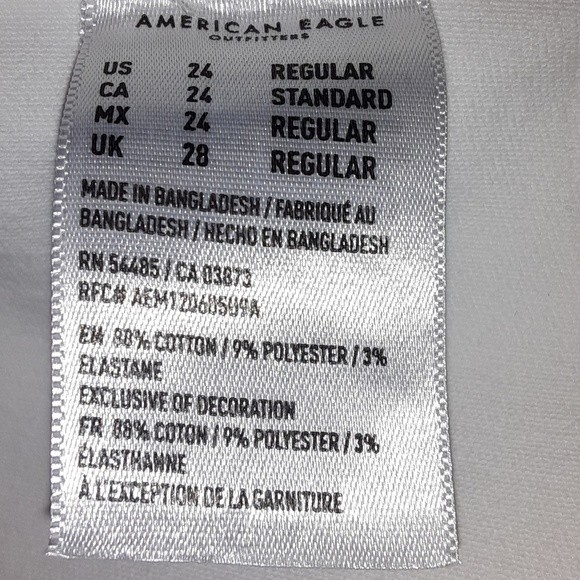 AMERICAN EAGLE
OUTFITTERS
US 24 REGULAR
CA 24 STANDARD
MX 24 REGULAR
UK 28 REGULAR
MADE IN BANGLADESH / FABRIQUÉ AU
BANGLADESH / HECHO EN BANGLADESH
RN 54485 / CA 03873
RFC# AEM120605U9A
EN 88% COTTON / 9% POLYESTER / 3%
ELASTANE
EXCLUSIVE OF DECORATION
FR 88% COTON / 9% POLYESTER / 3%
ÉLASTHANNE
À L'EXCEPTION DE LA GARNITURE